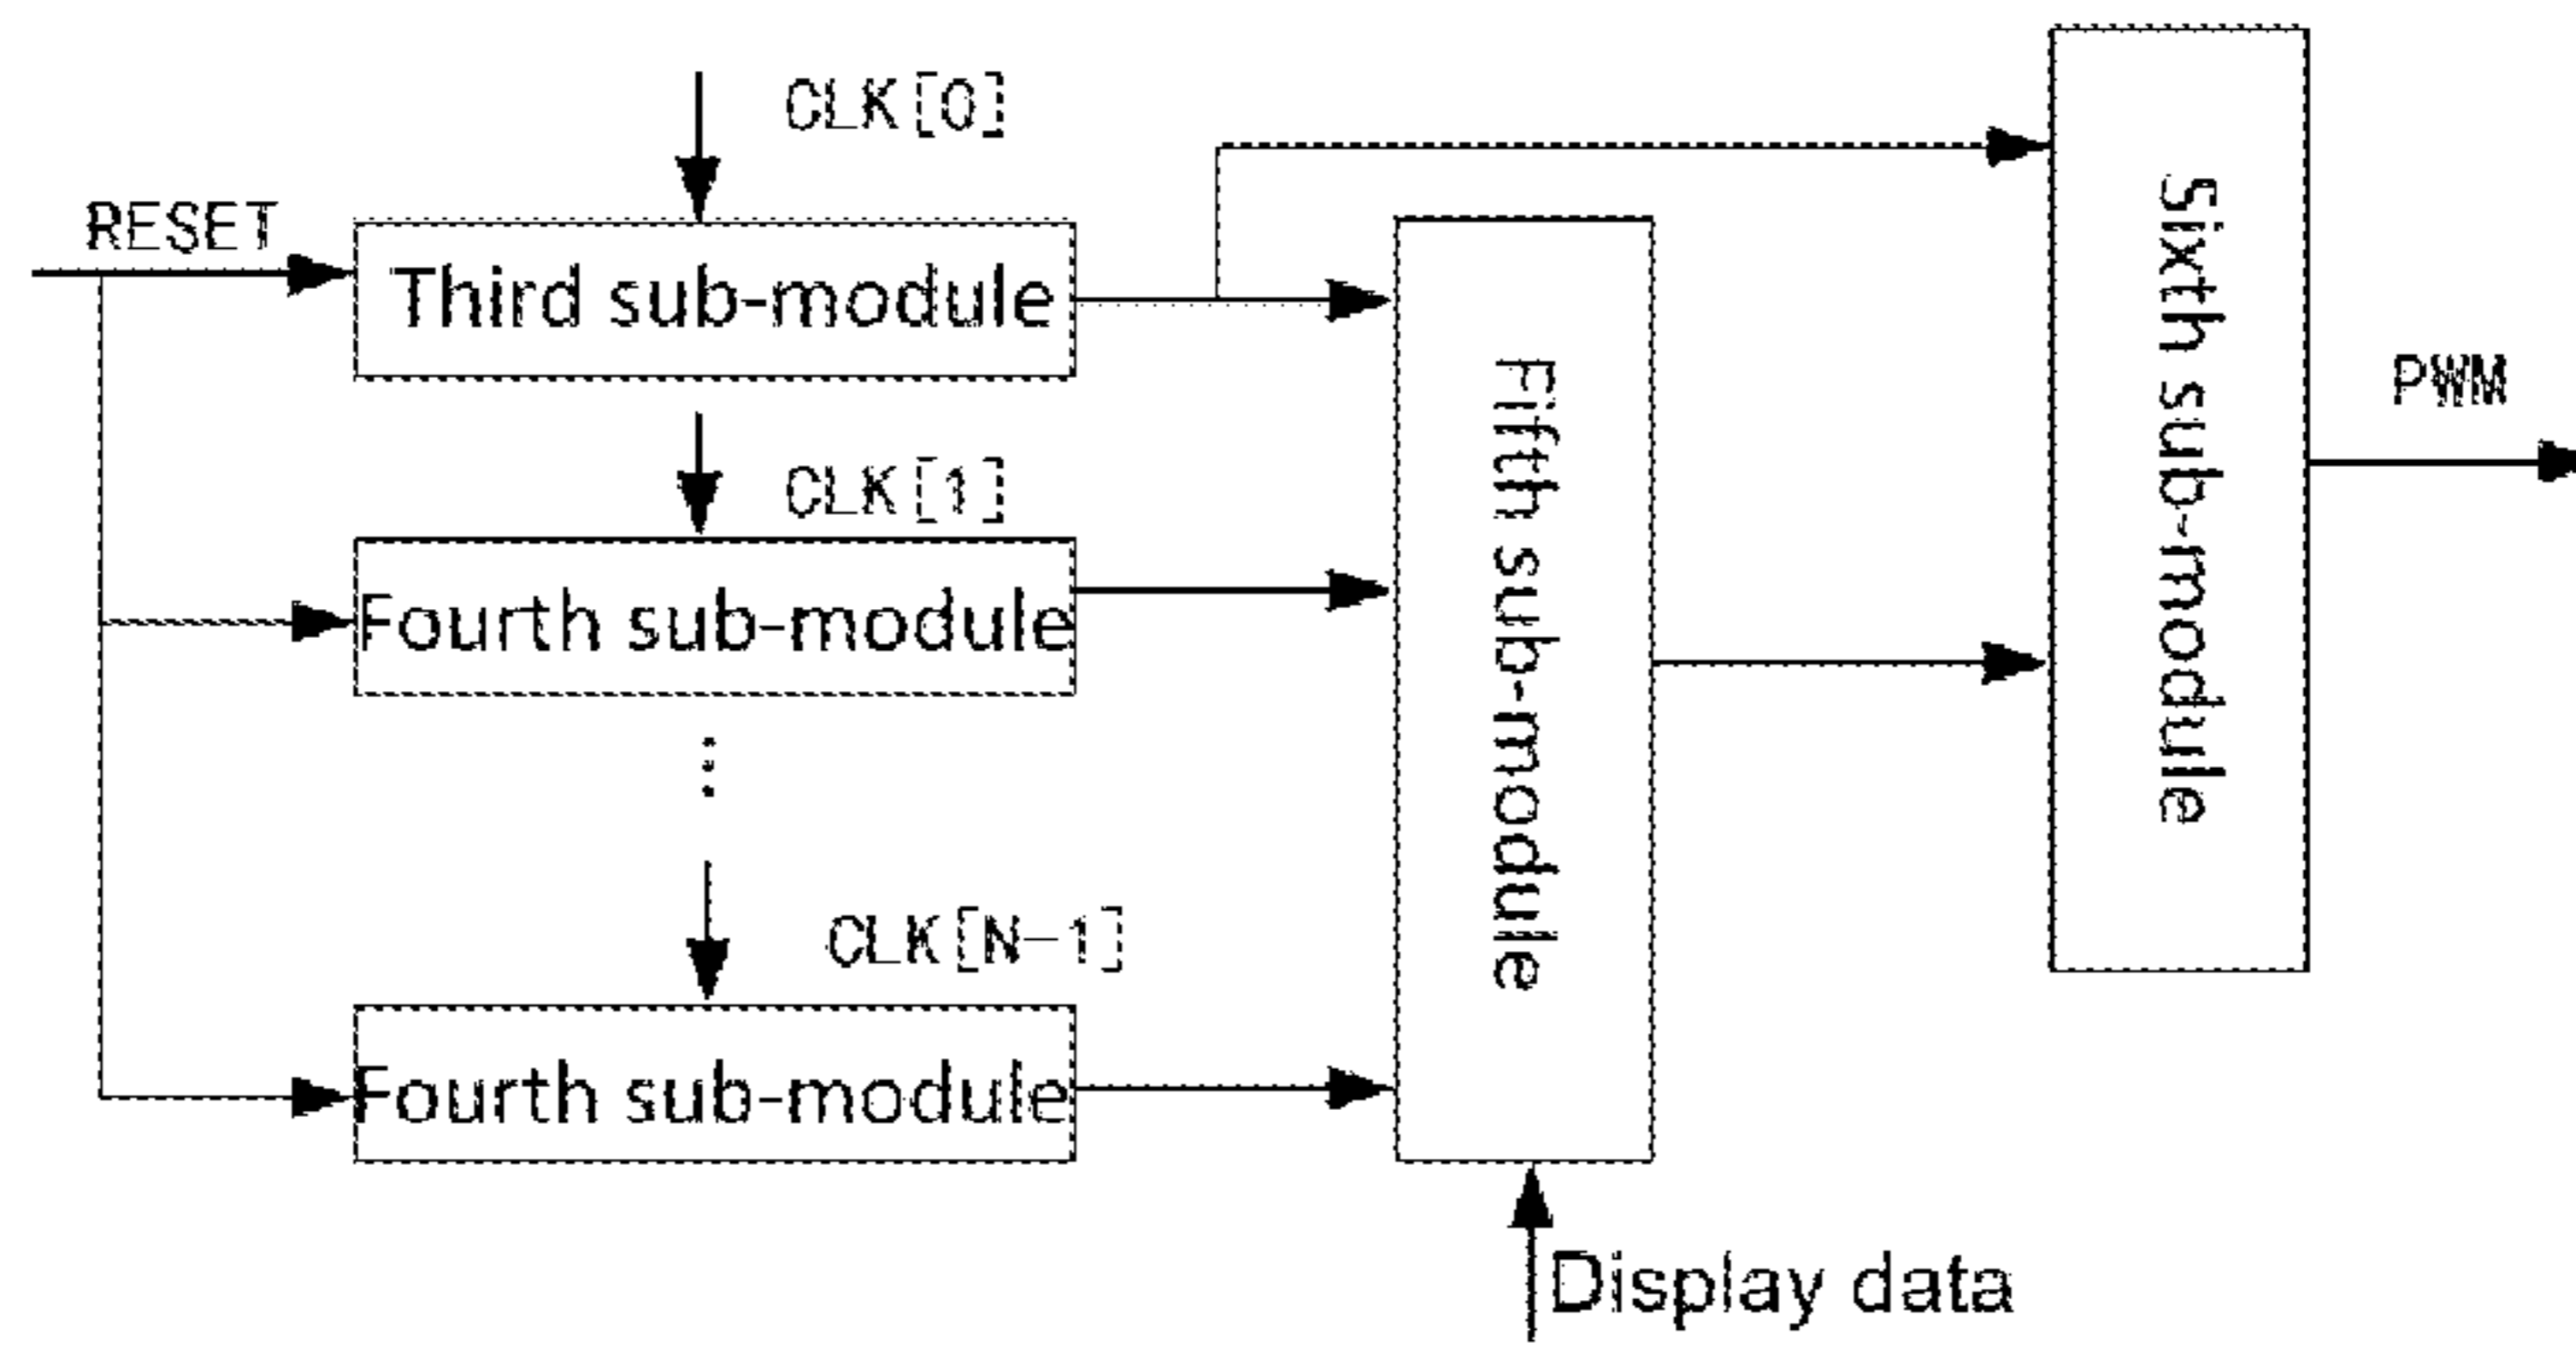 CLK[0]
RESET
Third sub-module
CLK[1]
Fourth sub-module
CLK[N-1]
Fourth sub-module
Fifth sub-module
Display data
Sixth sub-module
PWM